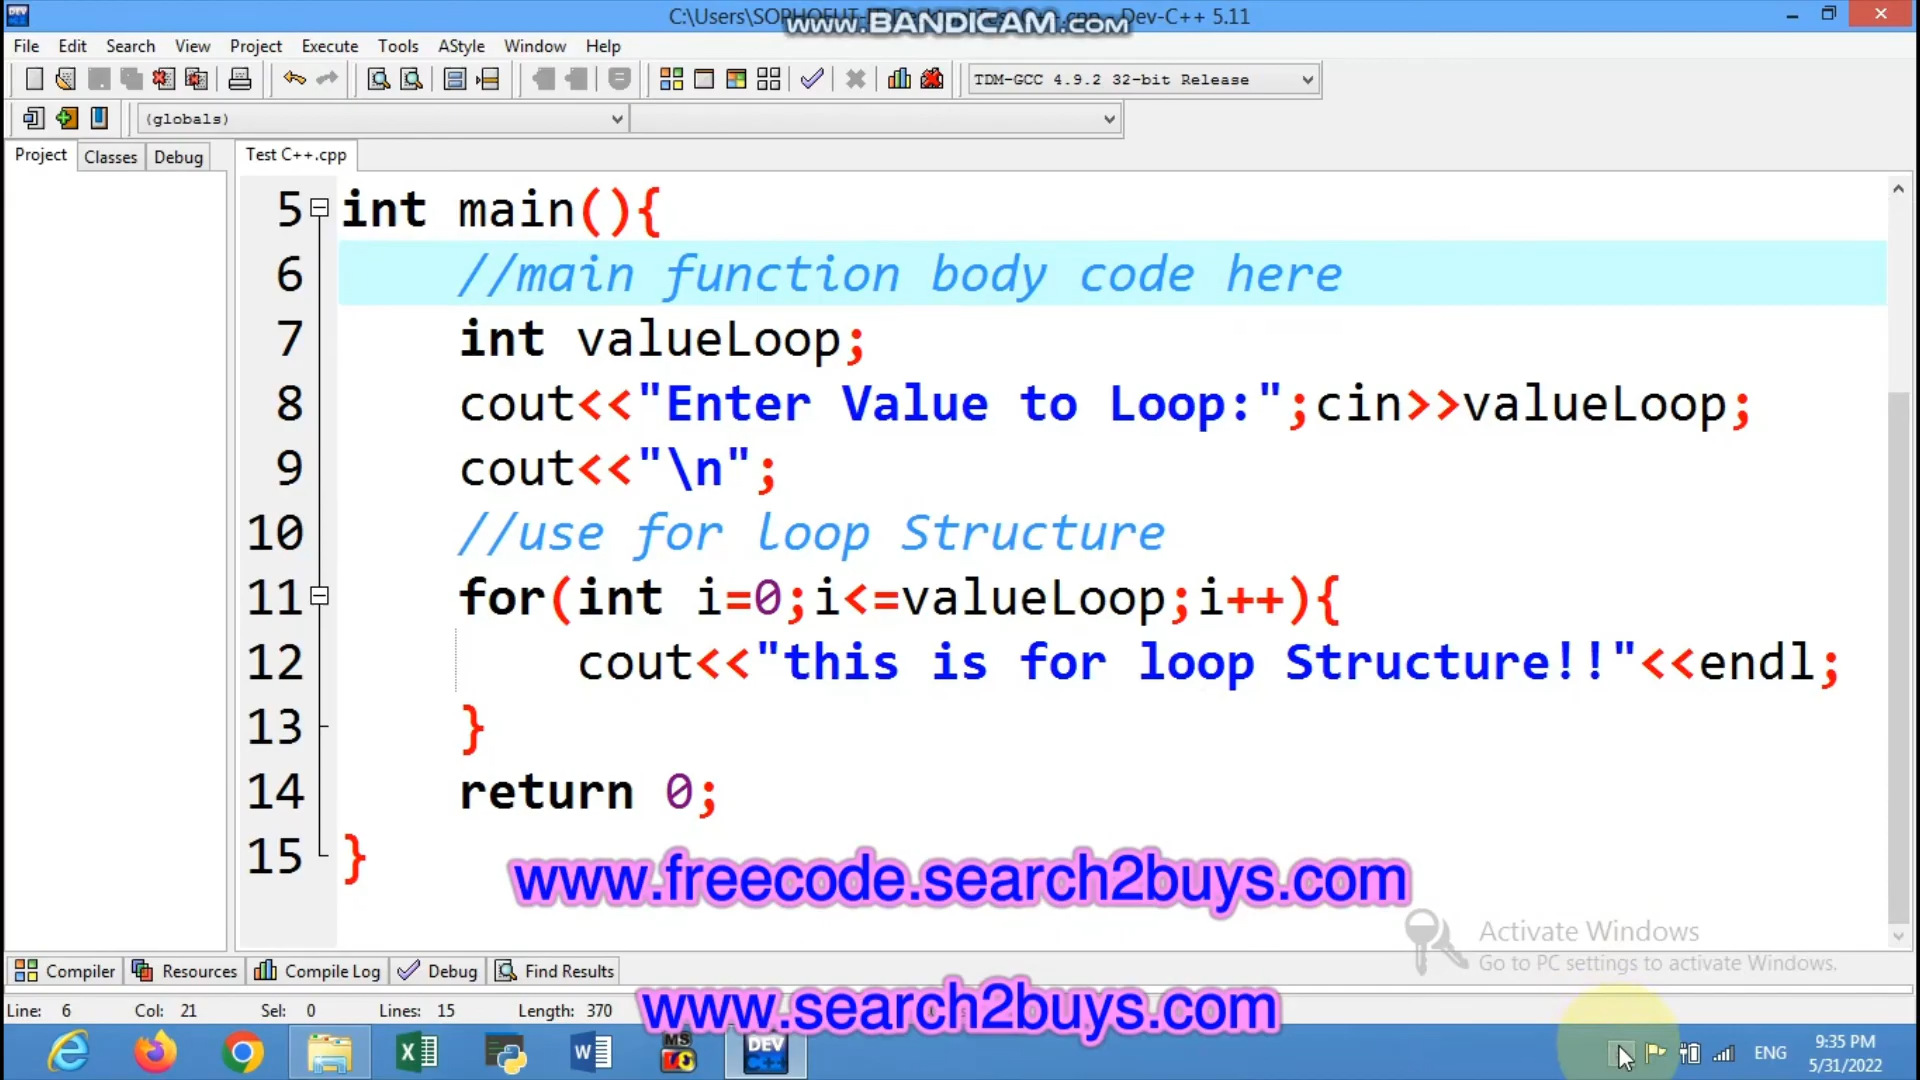 C:\Users\SOPHOEUT- Dev-C++ 5.11
www.BANDICAM.com
File Edit Search View Project Execute Tools AStyle Window Help
TDM-GCC 4.9.2 32-bit Release
(globals)
Project Classes Debug Test C++.cpp
5 int main(){
6 //main function body code here
7 int valueLoop;
8 cout<<"Enter Value to Loop:";cin>>valueLoop;
9 cout<<"\n";
10 //use for loop Structure
11 for(int i=0;i<=valueLoop;i++){
12 cout<<"this is for loop Structure!!"<<endl;
13 }
14 return 0;
15 }
www.freecode.search2buys.com
Activate Windows
Go to PC settings to activate Windows.
Compiler Resources Compile Log Debug Find Results
Line: 6 Col: 21 Sel: 0 Lines: 15 Length: 370
www.search2buys.com
MS
DEV
C++
ENG
9:35 PM
5/31/2022